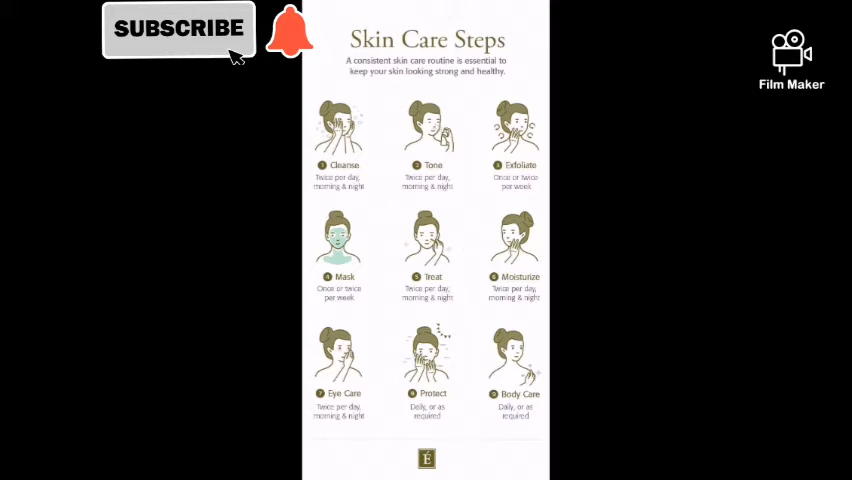 SUBSCRIBE
Film Maker
Skin Care Steps
A consistent skin care routine is essential to
keep your skin looking strong and healthy.
1 Cleanse
Twice per day,
morning & night
2 Tone
Twice per day,
morning & night
3 Exfoliate
Once or twice
per week
4 Mask
Once or twice
per week
5 Treat
Twice per day,
morning & night
6 Moisturize
Twice per day,
morning & night
7 Eye Care
Twice per day,
morning & night
8 Protect
Daily, or as
required
9 Body Care
Daily, or as
required
É